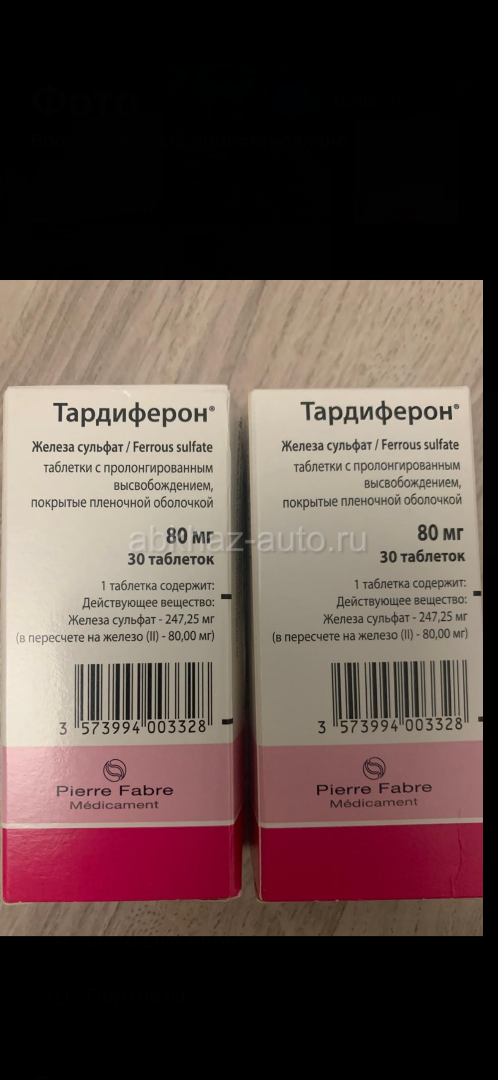 Фото
Тардиферон®
Железа сульфат / Ferrous sulfate
таблетки с пролонгированным
высвобождением,
покрытые пленочной оболочкой
80 мг
30 таблеток
1 таблетка содержит:
Действующее вещество:
Железа сульфат - 247,25 мг
(в пересчете на железо (II) - 80,00 мг)
3 573994 003328
Pierre Fabre
Médicament
Тардиферон®
Железа сульфат / Ferrous sulfate
таблетки с пролонгированным
высвобождением,
покрытые пленочной оболочкой
80 мг
30 таблеток
1 таблетка содержит:
Действующее вещество:
Железа сульфат - 247,25 мг
(в пересчете на железо (II) - 80,00 мг)
3 573994 003328
Pierre Fabre
Médicament
abkhaz-auto.ru